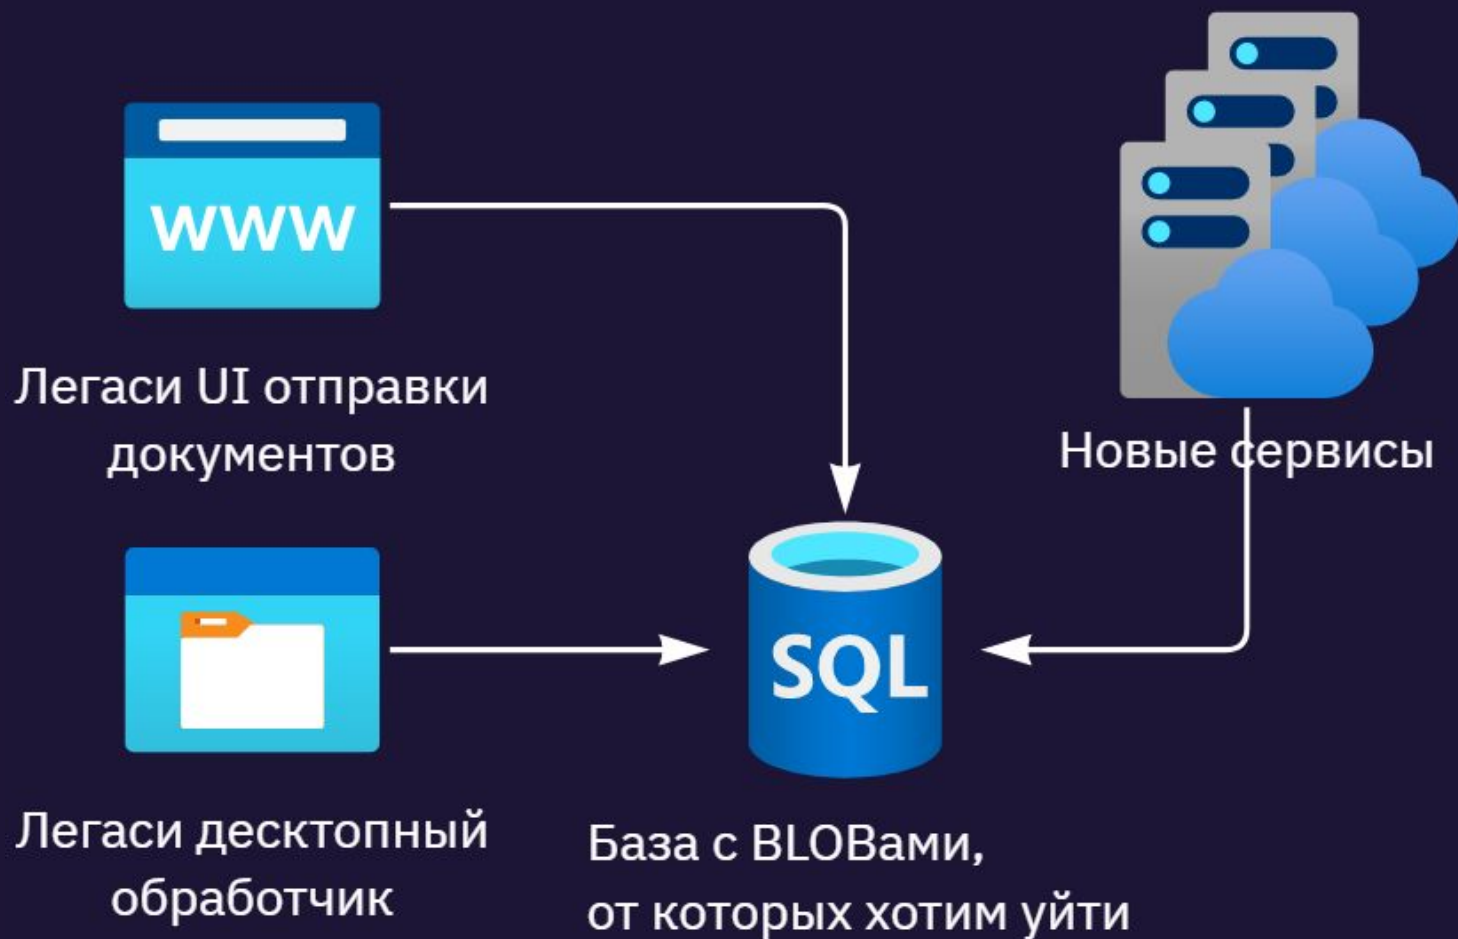 www
Легаси UI отправки
документов
Новые сервисы
SQL
Легаси десктопный
обработчик
База с BLOBами,
от которых хотим уйти